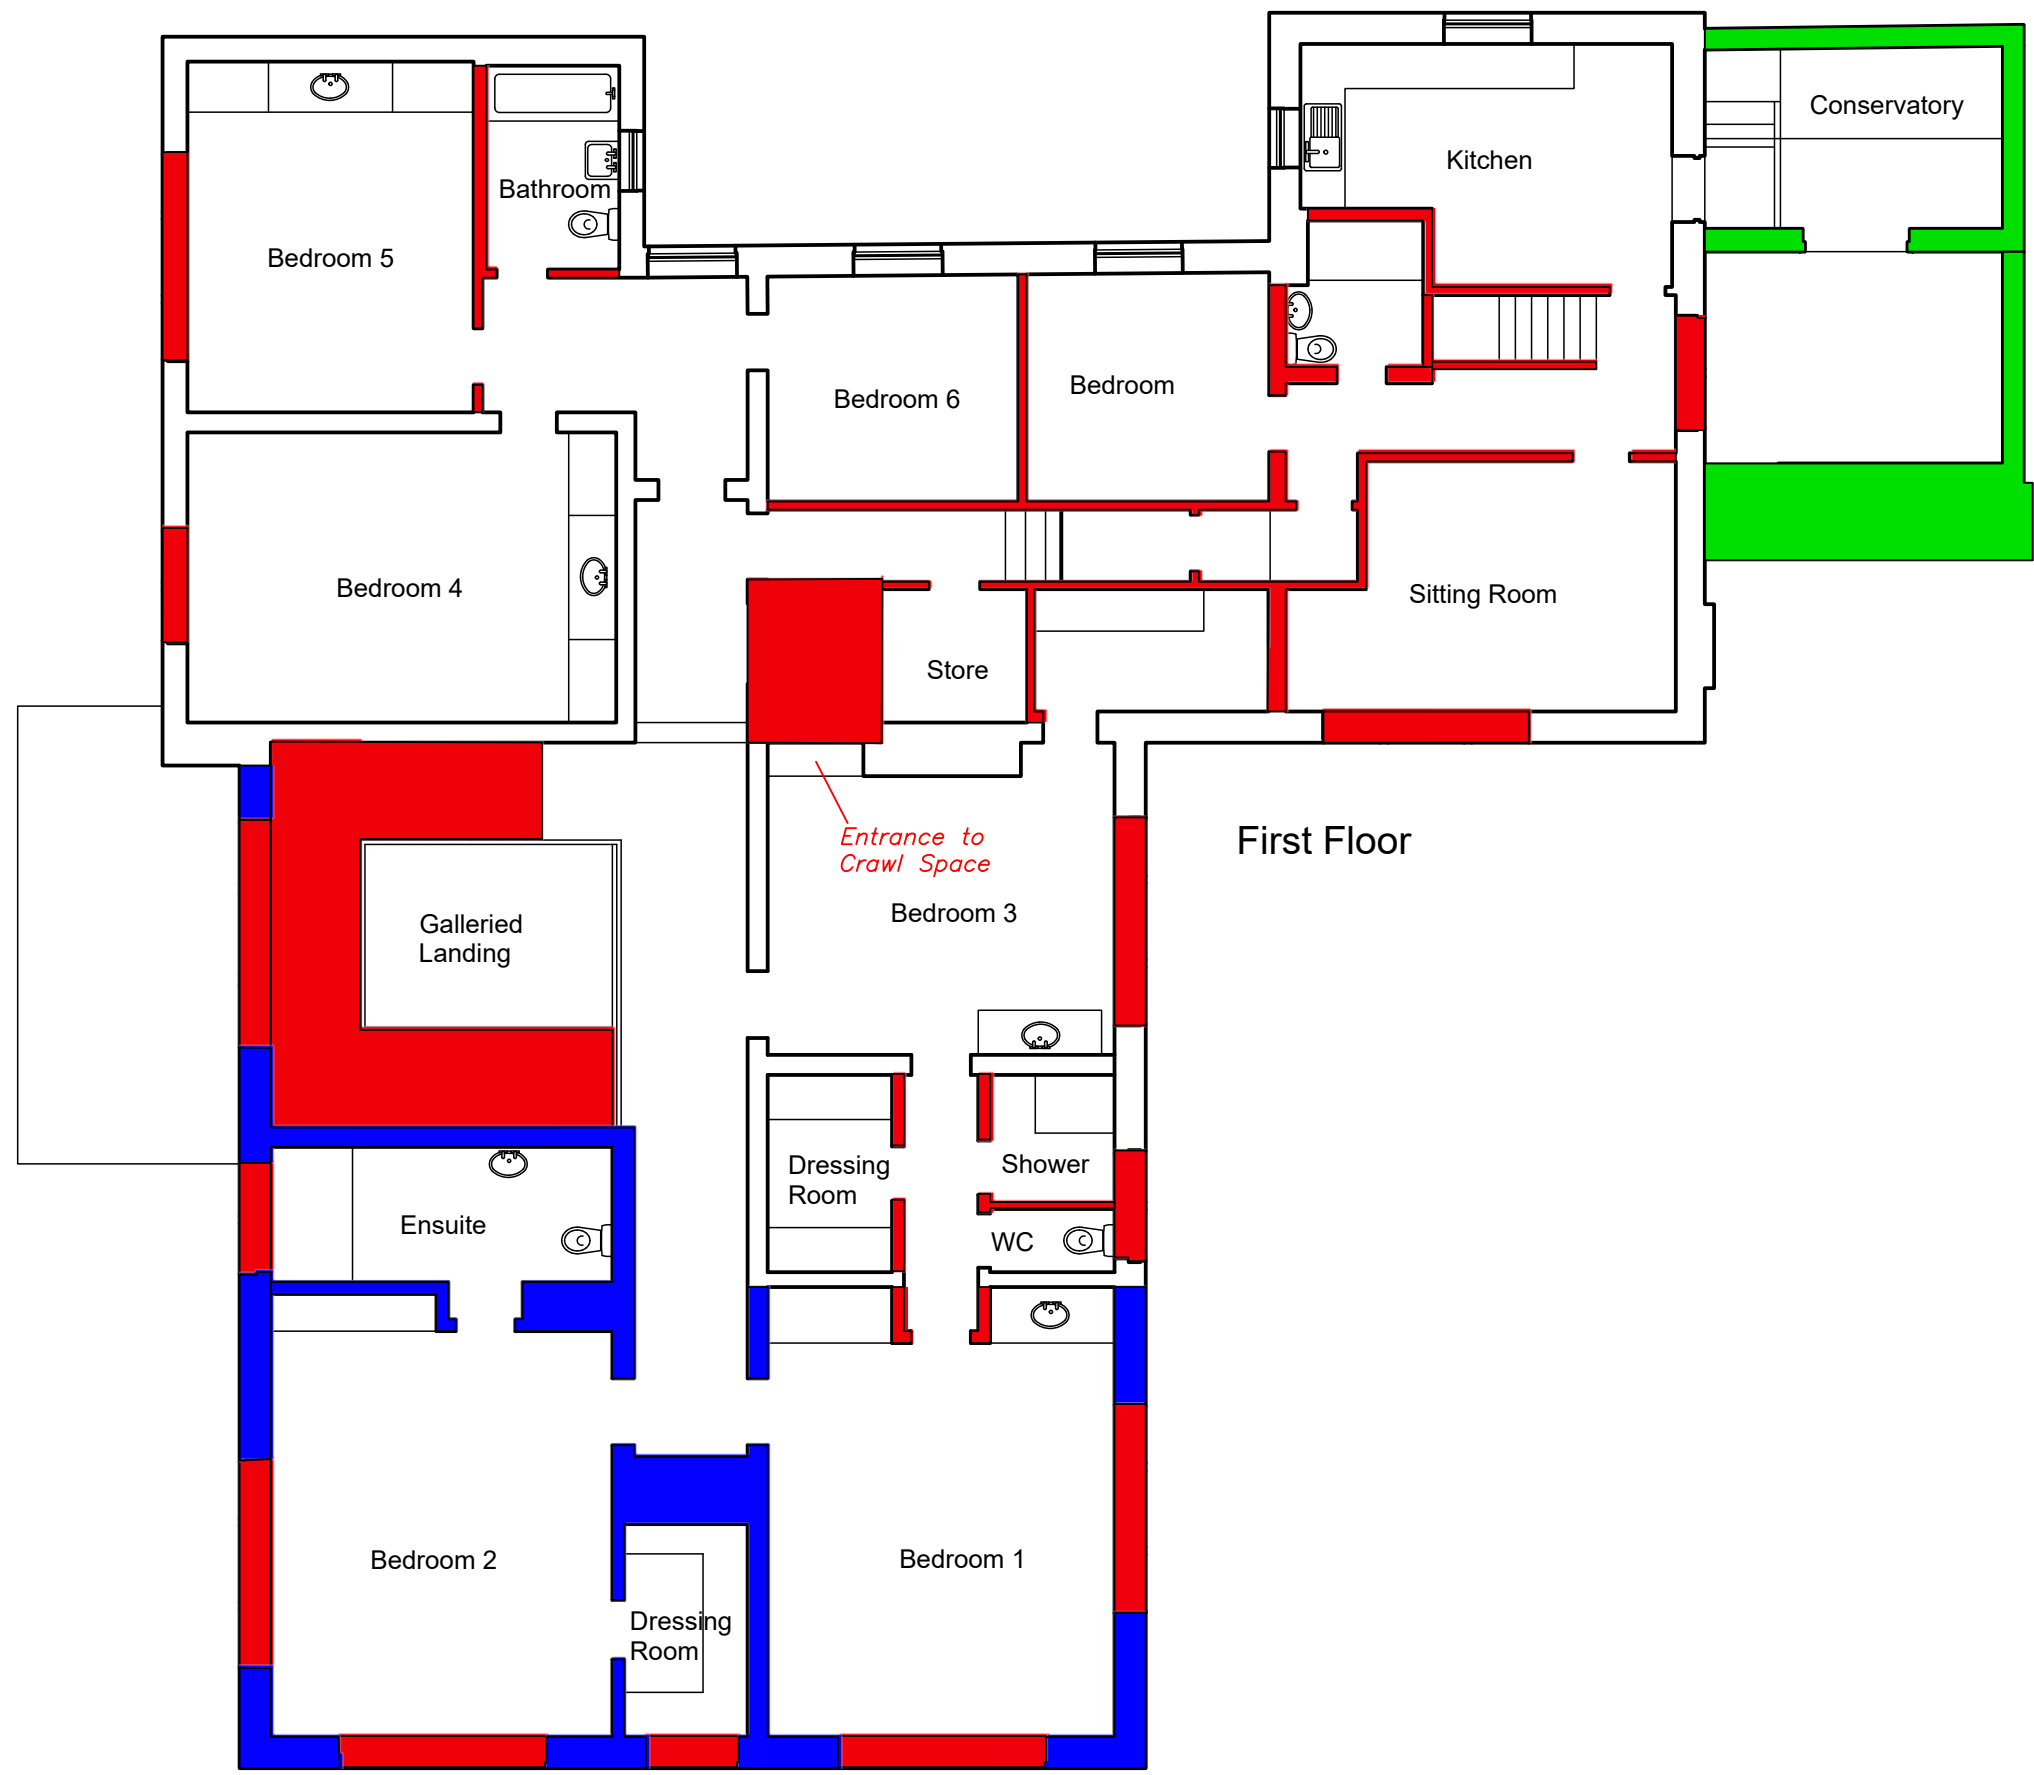 Conservatory
Kitchen
Bathroom
Bedroom 5
Bedroom
Bedroom 6
Bedroom 4
Sitting Room
Store
Entrance to
Crawl Space
First Floor
Bedroom 3
Galleried
Landing
Dressing
Room
Shower
Ensuite
WC
Bedroom 2
Bedroom 1
Dressing
Room